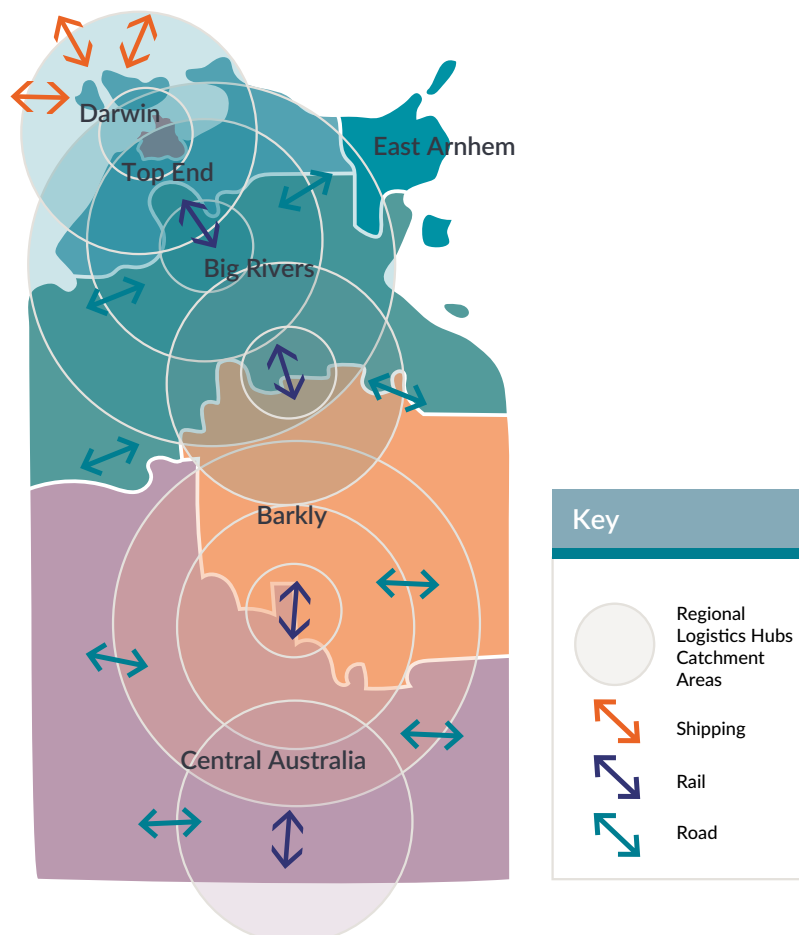 Darwin
East Arnhem
Top End
Big Rivers
Barkly
Central Australia
Key
Regional
Logistics Hubs
Catchment
Areas
Shipping
Rail
Road